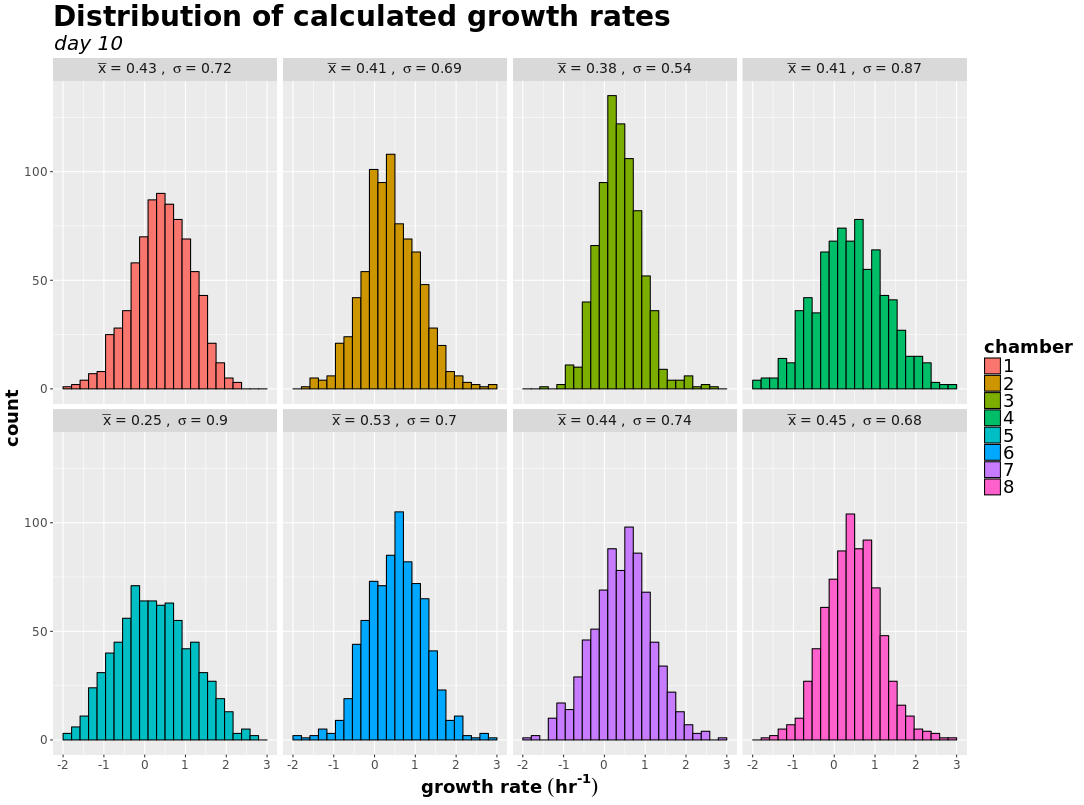 Distribution of calculated growth rates
day 10
x̅ = 0.43 , σ = 0.72
x̅ = 0.41 , σ = 0.69
x̅ = 0.38 , σ = 0.54
x̅ = 0.41 , σ = 0.87
100
50
0
x̅ = 0.25 , σ = 0.9
x̅ = 0.53 , σ = 0.7
x̅ = 0.44 , σ = 0.74
x̅ = 0.45 , σ = 0.68
100
50
0
count
-2 -1 0 1 2 3
-2 -1 0 1 2 3
-2 -1 0 1 2 3
-2 -1 0 1 2 3
growth rate (hr⁻¹)
chamber
1
2
3
4
5
6
7
8